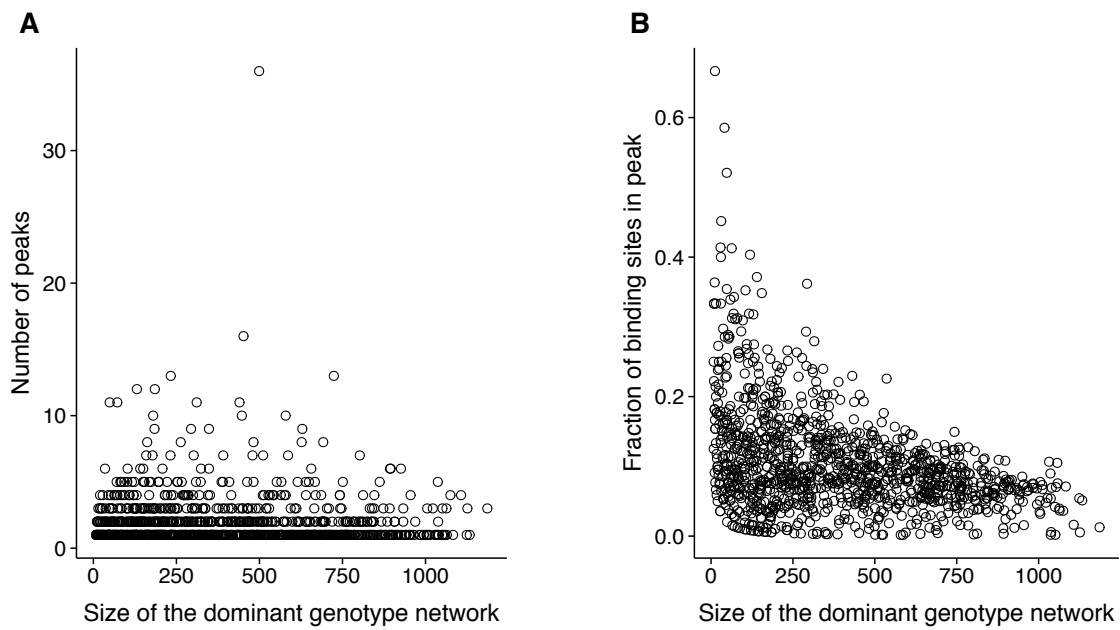 A
Number of peaks
30
20
10
0
0 250 500 750 1000
Size of the dominant genotype network
B
Fraction of binding sites in peak
0.6
0.4
0.2
0.0
0 250 500 750 1000
Size of the dominant genotype network